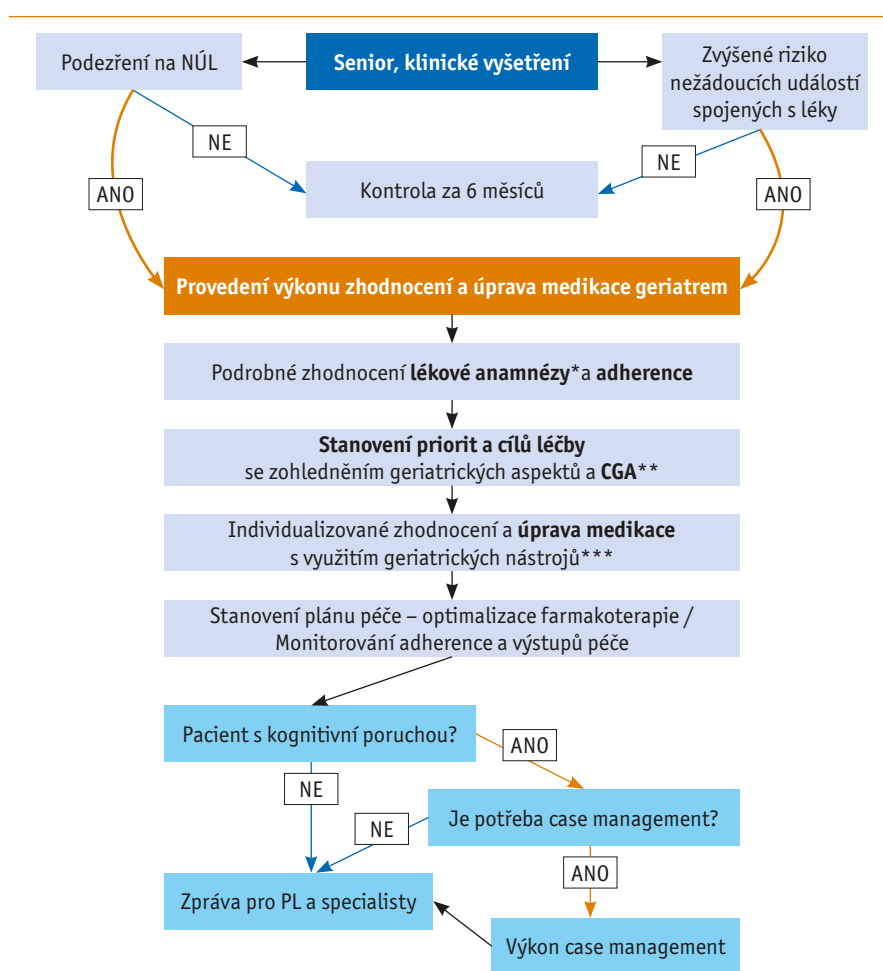 Podezření na NÚL
Senior, klinické vyšetření
Zvýšené riziko
nežádoucích událostí
spojených s léky
NE
NE
Kontrola za 6 měsíců
ANO
ANO
Provedení výkonu zhodnocení a úprava medikace geriatrem
Podrobné zhodnocení lékové anamnézy*a adherence
Stanovení priorit a cílů léčby
se zohledněním geriatrických aspektů a CGA**
Individualizované zhodnocení a úprava medikace
s využitím geriatrických nástrojů***
Stanovení plánu péče – optimalizace farmakoterapie /
Monitorování adherence a výstupů péče
Pacient s kognitivní poruchou?
ANO
NE
Je potřeba case management?
NE
ANO
Zpráva pro PL a specialisty
Výkon case management